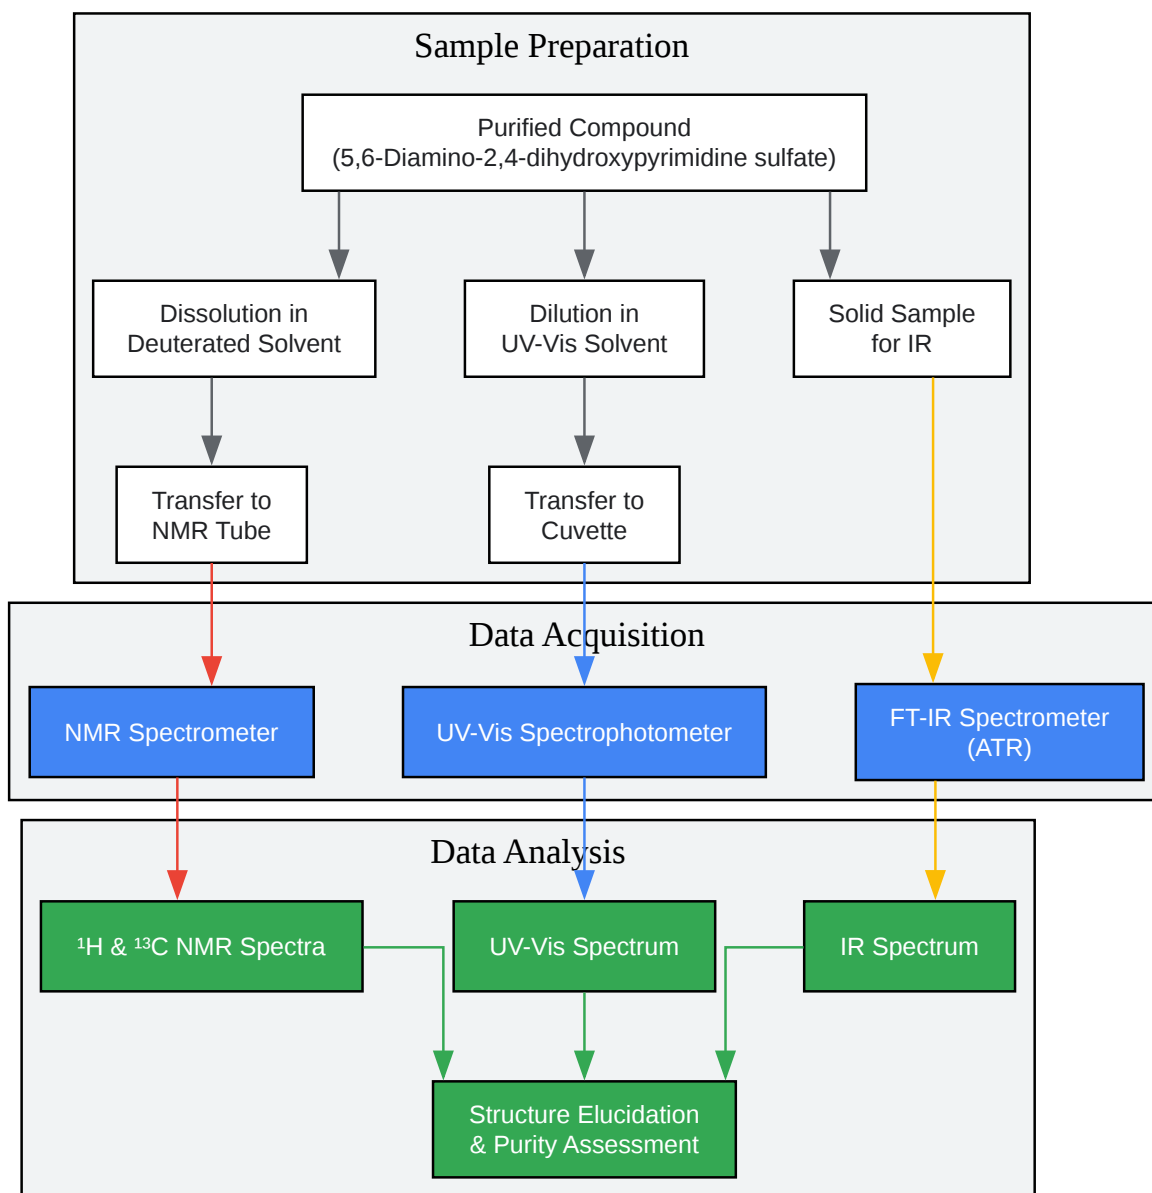 Sample Preparation
Purified Compound
(5,6-Diamino-2,4-dihydroxypyrimidine sulfate)
Dissolution in
Deuterated Solvent
Dilution in
UV-Vis Solvent
Solid Sample
for IR
Transfer to
NMR Tube
Transfer to
Cuvette
Data Acquisition
NMR Spectrometer
UV-Vis Spectrophotometer
FT-IR Spectrometer
(ATR)
Data Analysis
¹H & ¹³C NMR Spectra
UV-Vis Spectrum
IR Spectrum
Structure Elucidation
& Purity Assessment